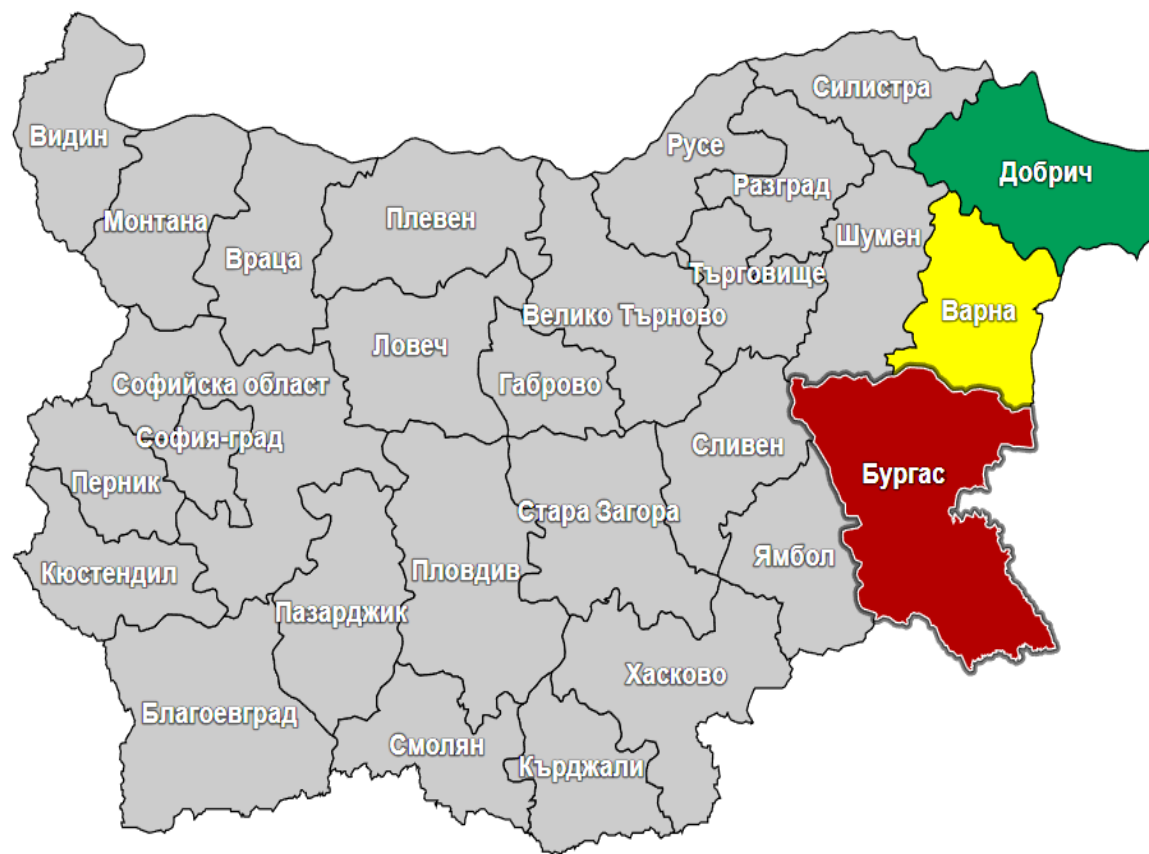 Силистра
Видин
Русе
Добрич
Разград
Монтана
Плевен
Шумен
Враца
Търговище
Варна
Велико Търново
Ловеч
Софийска област
Габрово
София-град
Сливен
Бургас
Перник
Стара Загора
Ямбол
Кюстендил
Пловдив
Пазарджик
Хасково
Благоевград
Смолян
Кърджали